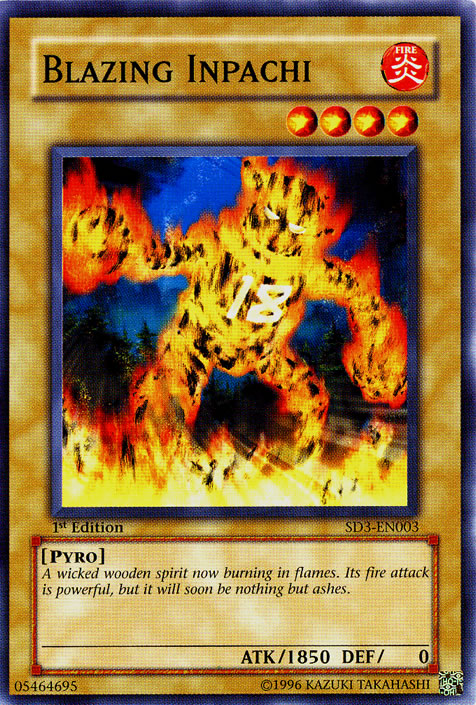 BLAZING INPACHI
FIRE
炎
18
1st Edition SD3-EN003
[PYRO]
A wicked wooden spirit now burning in flames. Its fire attack
is powerful, but it will soon be nothing but ashes.
ATK/1850 DEF/ 0
05464695 ©1996 KAZUKI TAKAHASHI